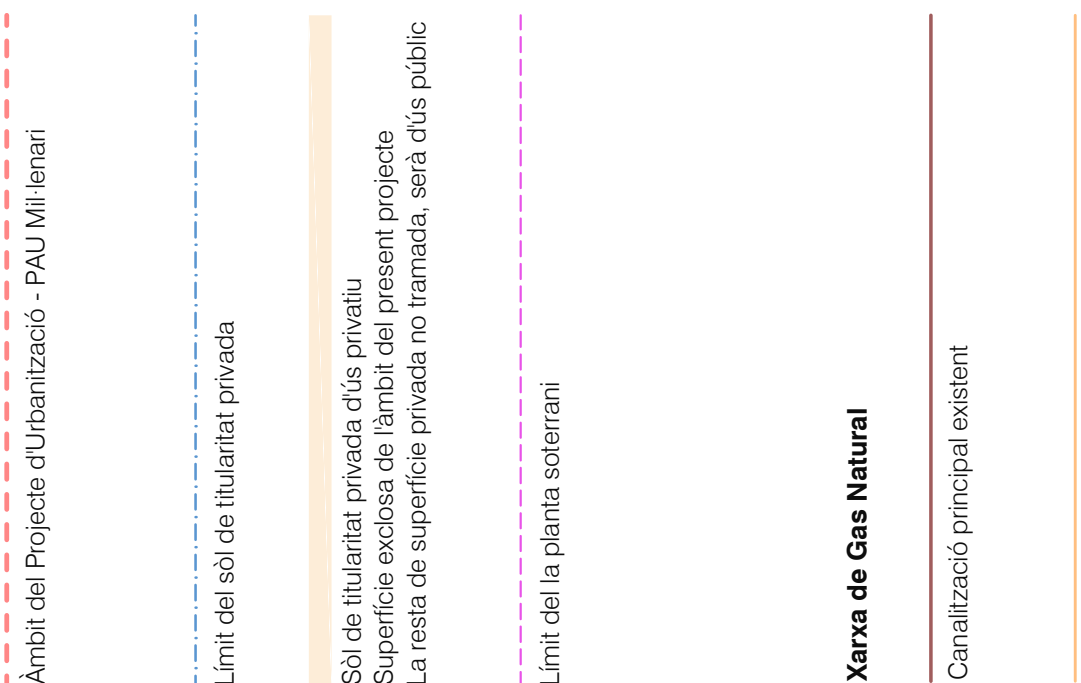 Àmbit del Projecte d'Urbanització - PAU Mil·lenari
Límit del sòl de titularitat privada
Sòl de titularitat privada d'ús privatiu
Superfície exclosa de l'àmbit del present projecte
La resta de superfície privada no tramada, serà d'ús públic
Límit del la planta soterrani
Xarxa de Gas Natural
Canalització principal existent